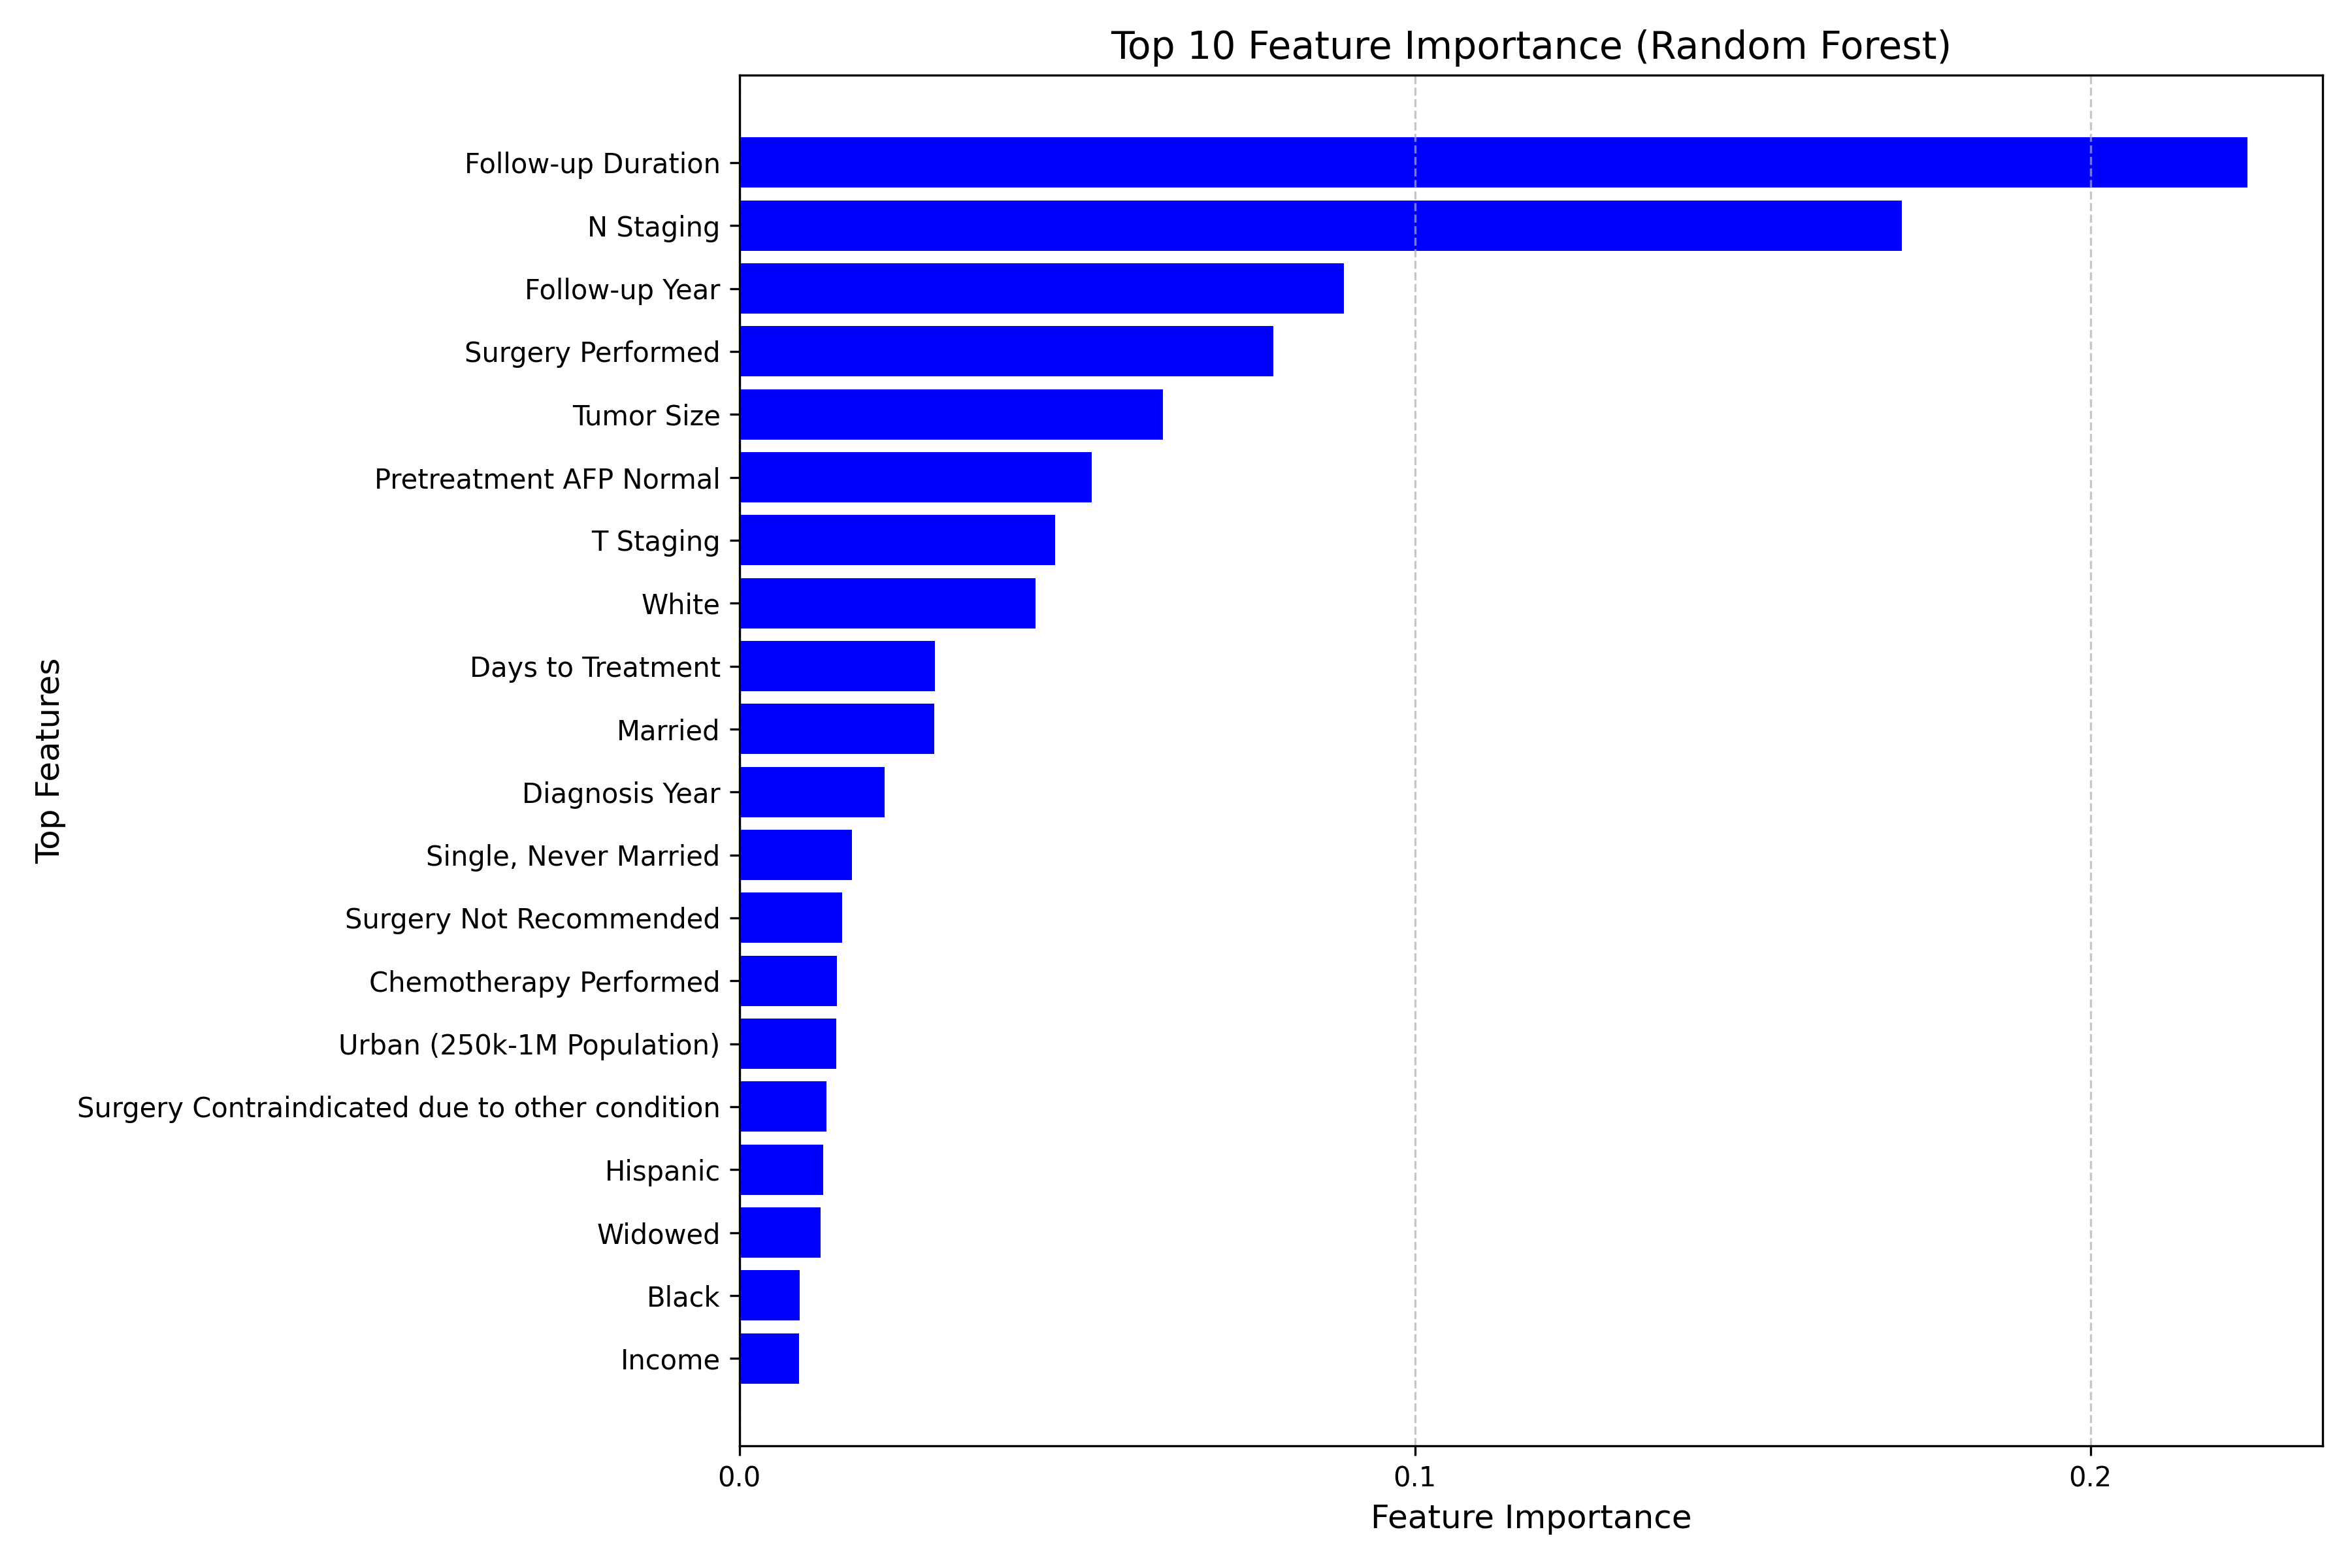 Top 10 Feature Importance (Random Forest)
Top Features
Follow-up Duration
N Staging
Follow-up Year
Surgery Performed
Tumor Size
Pretreatment AFP Normal
T Staging
White
Days to Treatment
Married
Diagnosis Year
Single, Never Married
Surgery Not Recommended
Chemotherapy Performed
Urban (250k-1M Population)
Surgery Contraindicated due to other condition
Hispanic
Widowed
Black
Income
0.0 0.1 0.2
Feature Importance